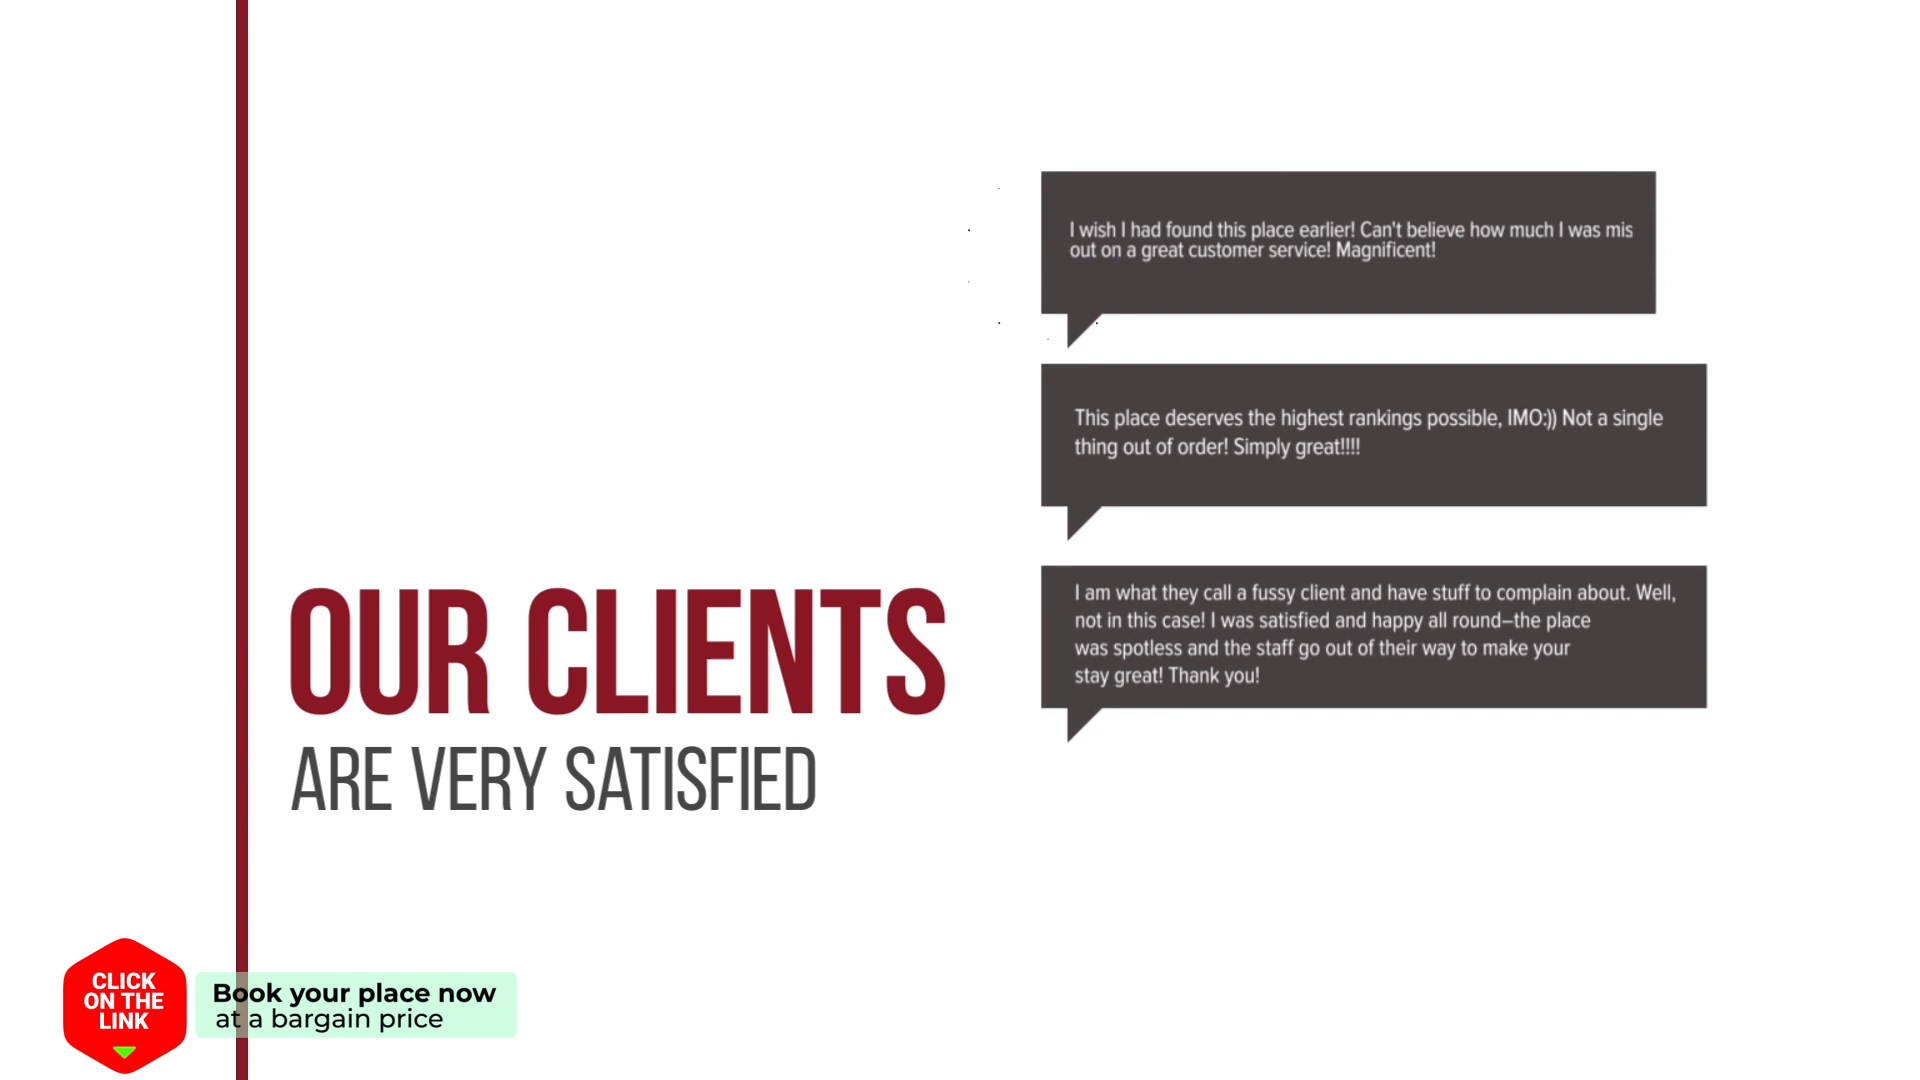 I wish I had found this place earlier! Can't believe how much I was mis
out on a great customer service! Magnificent!
This place deserves the highest rankings possible, IMO:)) Not a single
thing out of order! Simply great!!!!
I am what they call a fussy client and have stuff to complain about. Well,
not in this case! I was satisfied and happy all round–the place
was spotless and the staff go out of their way to make your
stay great! Thank you!
OUR CLIENTS
ARE VERY SATISFIED
CLICK
ON THE
LINK
Book your place now
at a bargain price